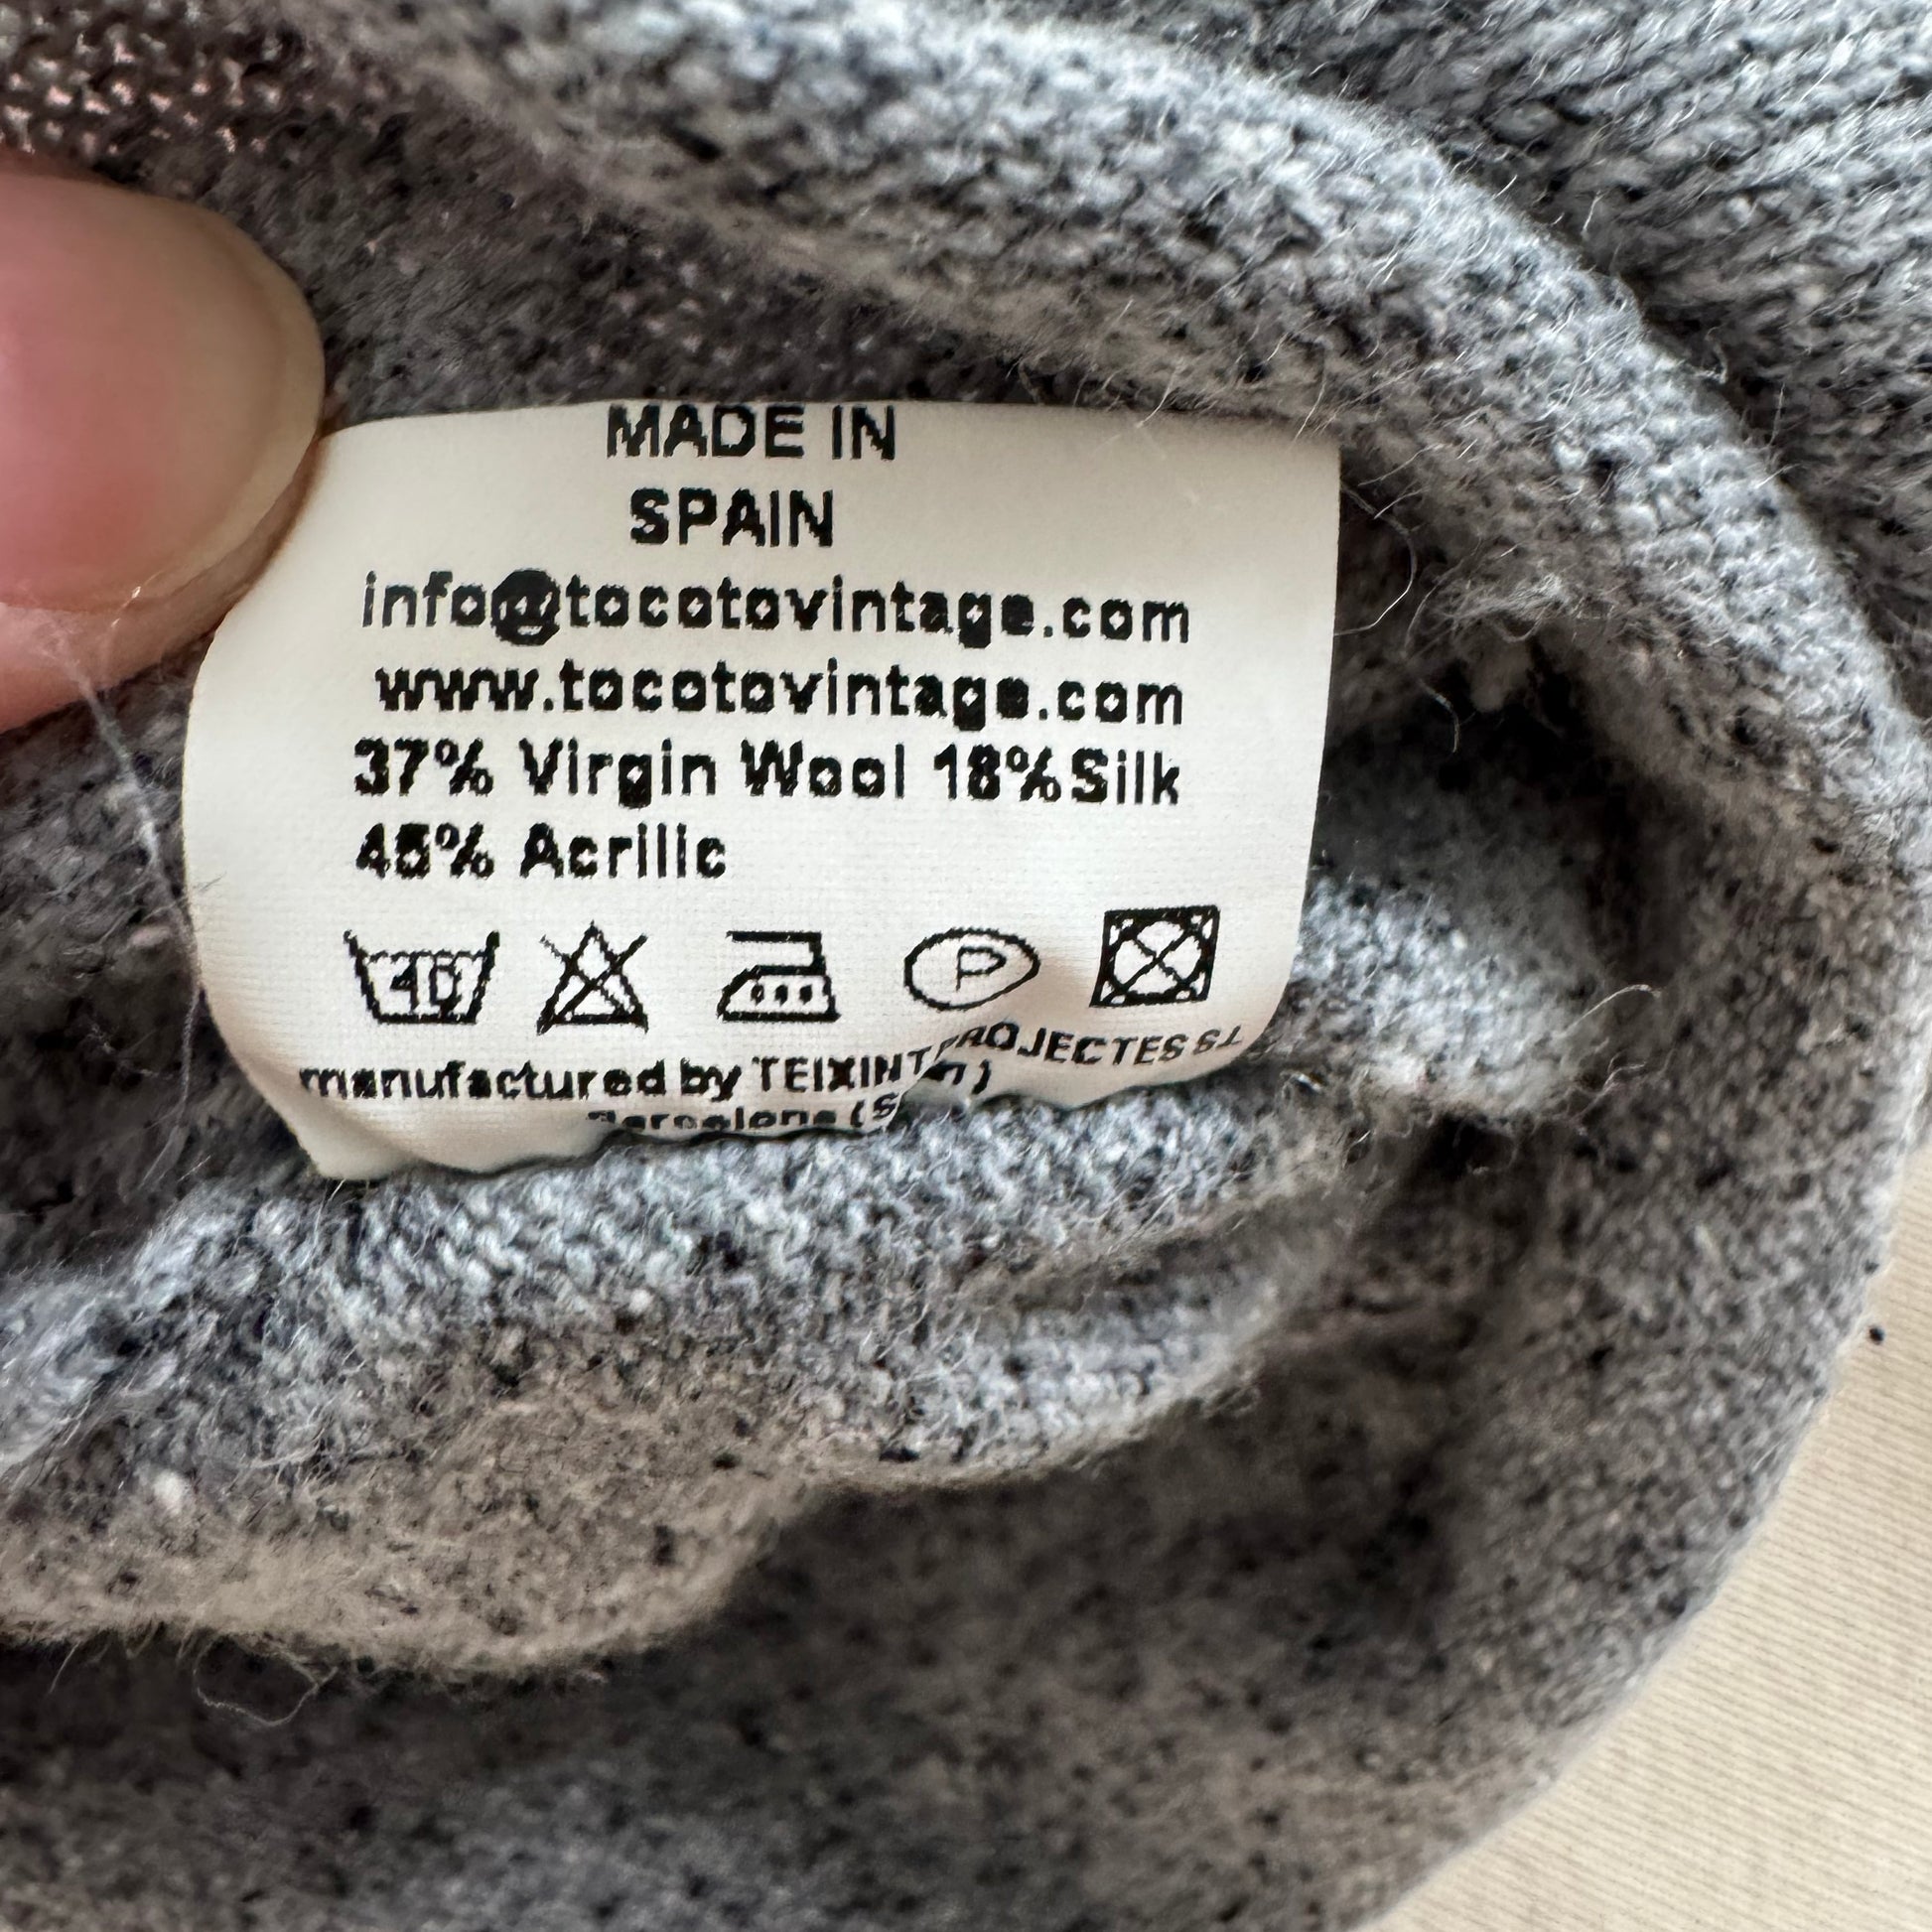 MADE IN
SPAIN
info@tocotovintage.com
www.tocotovintage.com
37% Virgin Wool 18%Silk
45% Acrilic
P
manufactured by TEIXINT PROJECTES SL
Barcelona (S